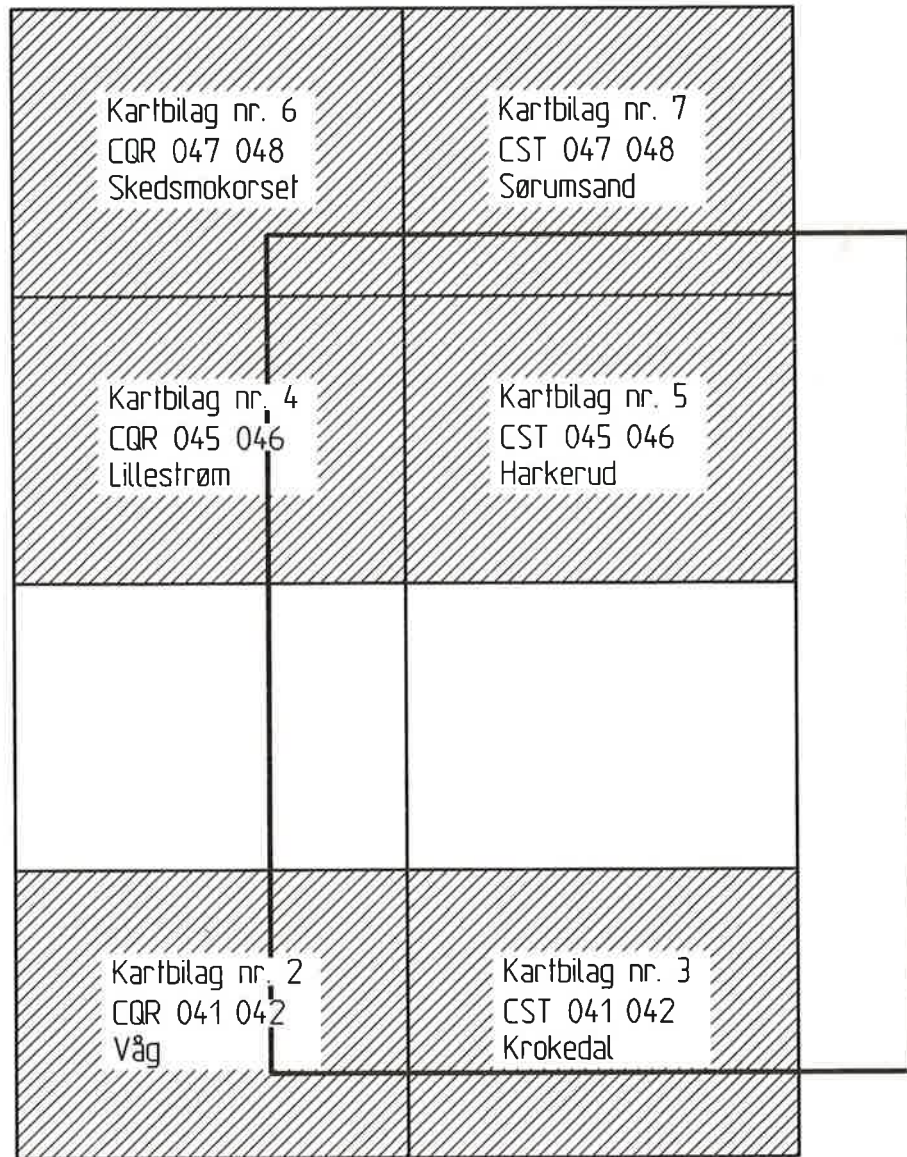 Kartbilag nr. 6
CQR 047 048
Skedsmokorset
Kartbilag nr. 7
CST 047 048
Sørumsand
Kartbilag nr. 4
CQR 045 046
Lillestrøm
Kartbilag nr. 5
CST 045 046
Harkerud
Kartbilag nr. 2
CQR 041 042
Våg
Kartbilag nr. 3
CST 041 042
Krokedal